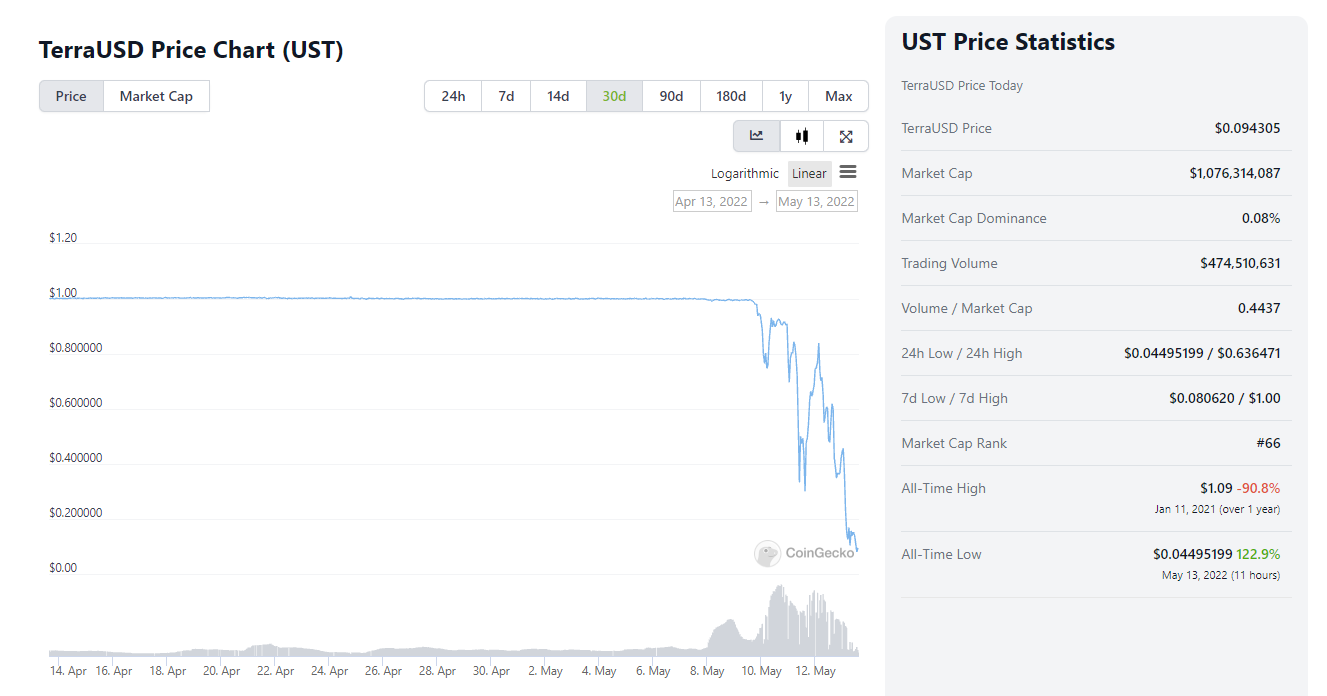 TerraUSD Price Chart (UST)
Price Market Cap
24h 7d 14d 30d 90d 180d 1y Max
Logarithmic Linear
Apr 13, 2022 → May 13, 2022
$1.20
$1.00
$0.800000
$0.600000
$0.400000
$0.200000
$0.00
CoinGecko
14. Apr 16. Apr 18. Apr 20. Apr 22. Apr 24. Apr 26. Apr 28. Apr 30. Apr 2. May 4. May 6. May 8. May 10. May 12. May
UST Price Statistics
TerraUSD Price Today
TerraUSD Price $0.094305
Market Cap $1,076,314,087
Market Cap Dominance 0.08%
Trading Volume $474,510,631
Volume / Market Cap 0.4437
24h Low / 24h High $0.04495199 / $0.636471
7d Low / 7d High $0.080620 / $1.00
Market Cap Rank #66
All-Time High $1.09 -90.8%
Jan 11, 2021 (over 1 year)
All-Time Low $0.04495199 122.9%
May 13, 2022 (11 hours)